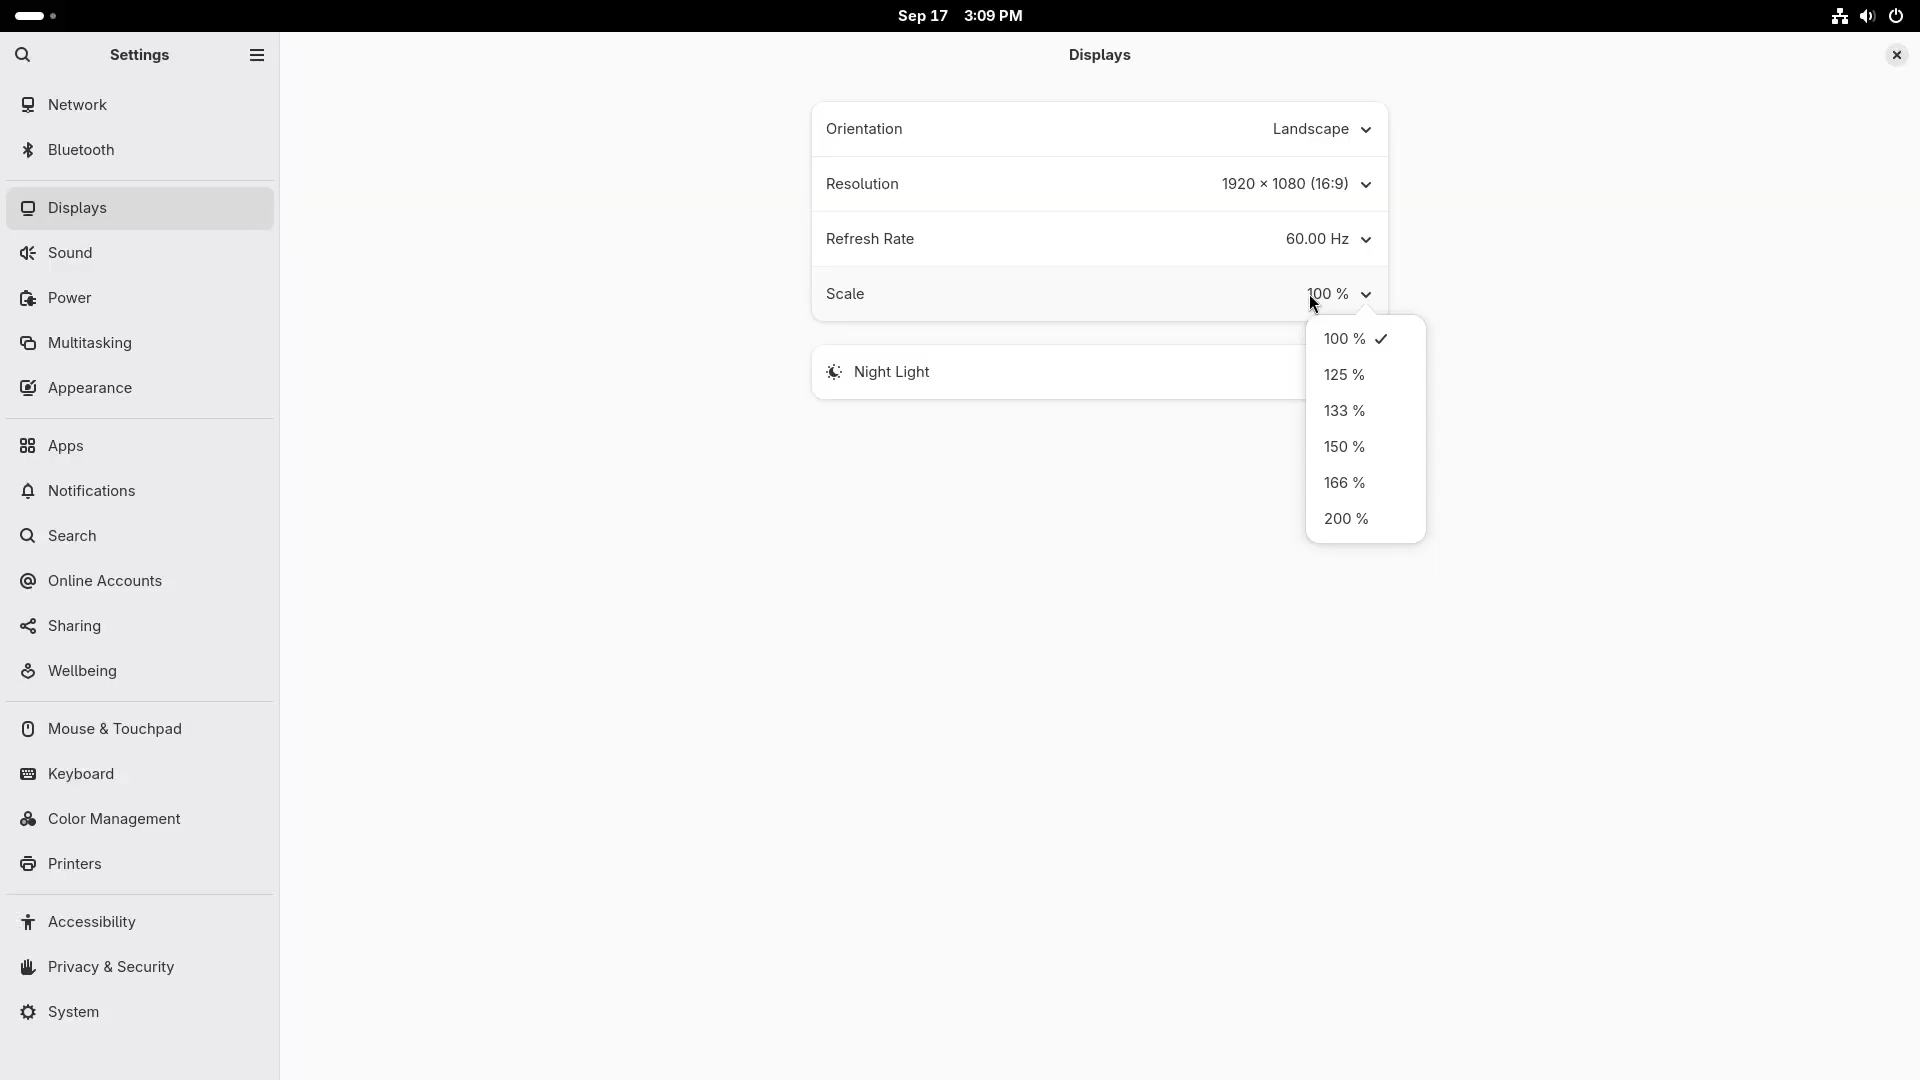 Sep 17 3:09 PM
Settings
Displays
Network
Bluetooth
Displays
Sound
Power
Multitasking
Appearance
Apps
Notifications
Search
Online Accounts
Sharing
Wellbeing
Mouse & Touchpad
Keyboard
Color Management
Printers
Accessibility
Privacy & Security
System
Orientation Landscape
Resolution 1920 × 1080 (16:9)
Refresh Rate 60.00 Hz
Scale 100 %
100 %
125 %
133 %
150 %
166 %
200 %
Night Light